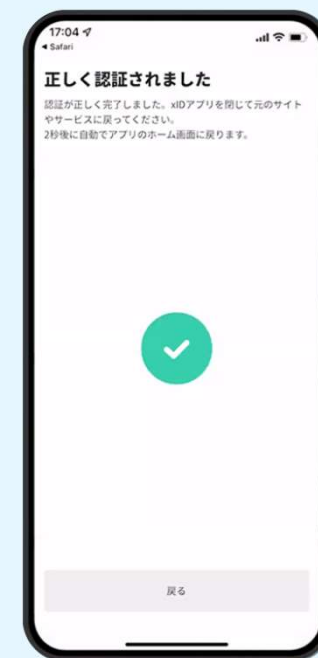 17:04
◀ Safari
正しく認証されました
認証が正しく完了しました。xIDアプリを閉じて元のサイト
やサービスに戻ってください。
2秒後に自動でアプリのホーム画面に戻ります。
戻る